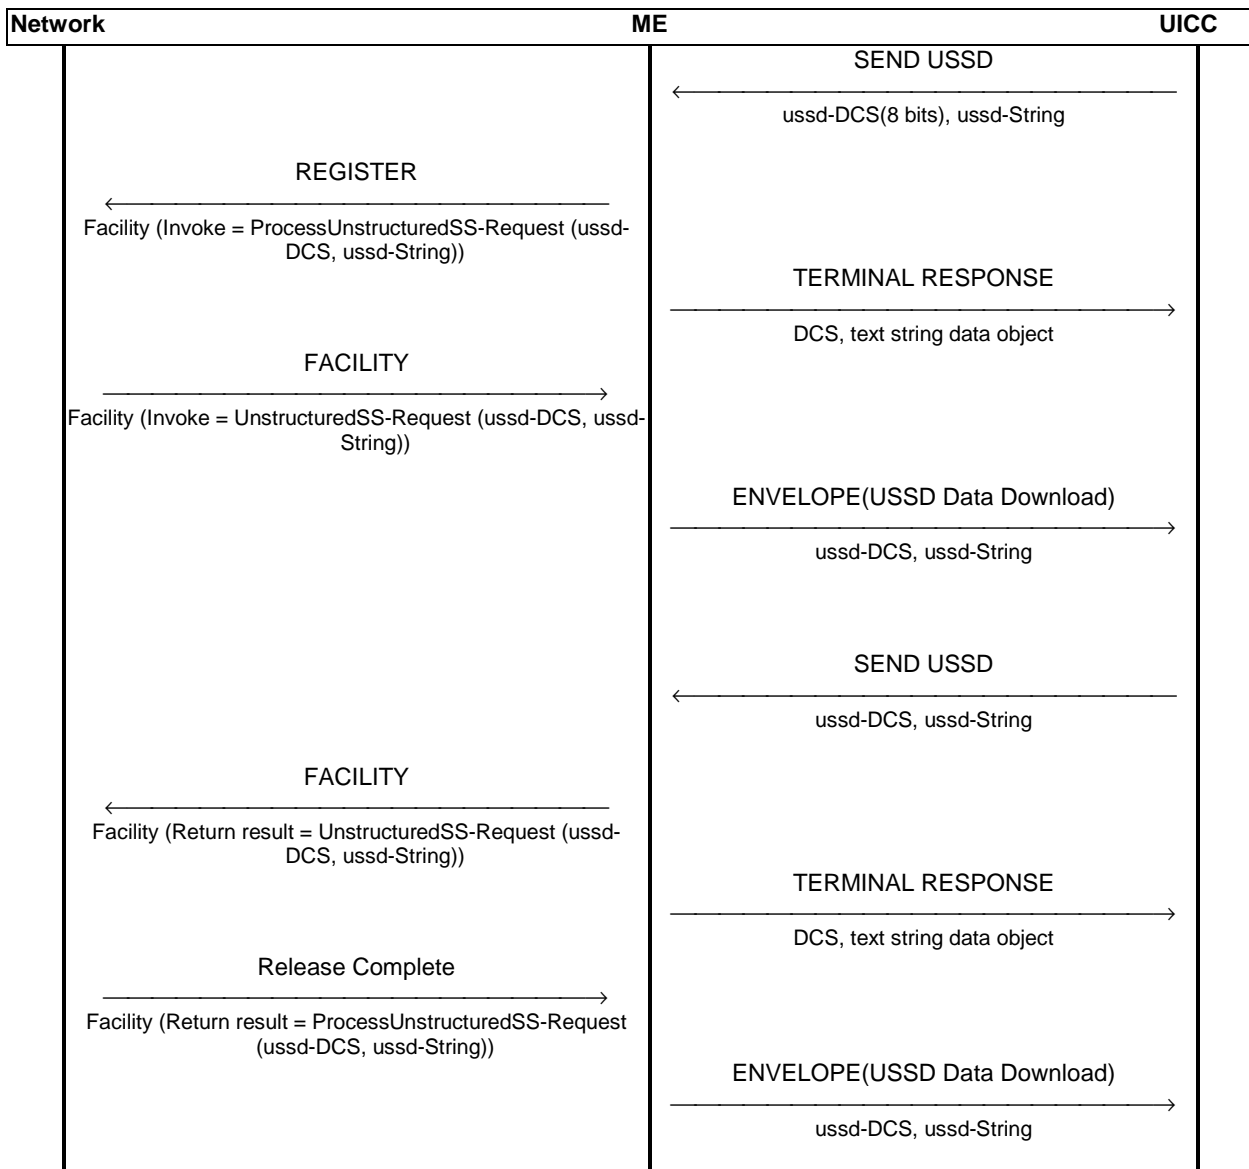 Network ME UICC
SEND USSD
ussd-DCS(8 bits), ussd-String
REGISTER
Facility (Invoke = ProcessUnstructuredSS-Request (ussd-
DCS, ussd-String))
TERMINAL RESPONSE
DCS, text string data object
FACILITY
Facility (Invoke = UnstructuredSS-Request (ussd-DCS, ussd-
String))
ENVELOPE(USSD Data Download)
ussd-DCS, ussd-String
SEND USSD
ussd-DCS, ussd-String
FACILITY
Facility (Return result = UnstructuredSS-Request (ussd-
DCS, ussd-String))
TERMINAL RESPONSE
DCS, text string data object
Release Complete
Facility (Return result = ProcessUnstructuredSS-Request
(ussd-DCS, ussd-String))
ENVELOPE(USSD Data Download)
ussd-DCS, ussd-String